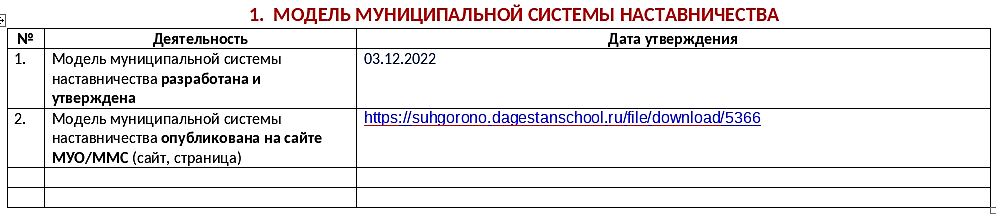 1. МОДЕЛЬ МУНИЦИПАЛЬНОЙ СИСТЕМЫ НАСТАВНИЧЕСТВА
№ Деятельность Дата утверждения
1. Модель муниципальной системы 03.12.2022
наставничества разработана и
утверждена
2. Модель муниципальной системы https://suhgorono.dagestanschool.ru/file/download/5366
наставничества опубликована на сайте
МУО/ММС (сайт, страница)